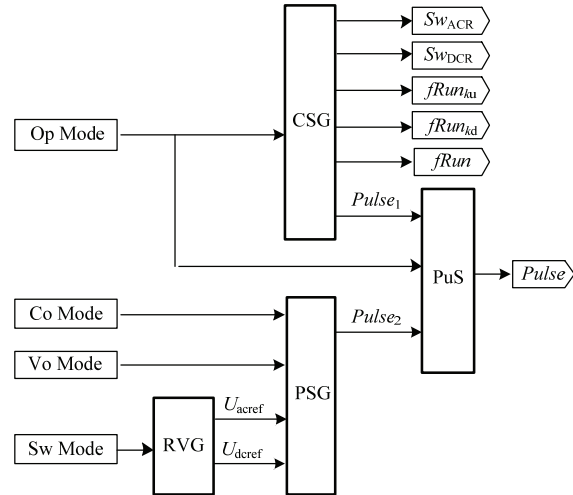 Sw_ACR
Sw_DCR
fRun_ku
CSG
Op Mode
fRun_kd
fRun
Pulse_1
PuS
Pulse
Co Mode
Pulse_2
Vo Mode
PSG
U_acref
Sw Mode
RVG
U_dcref